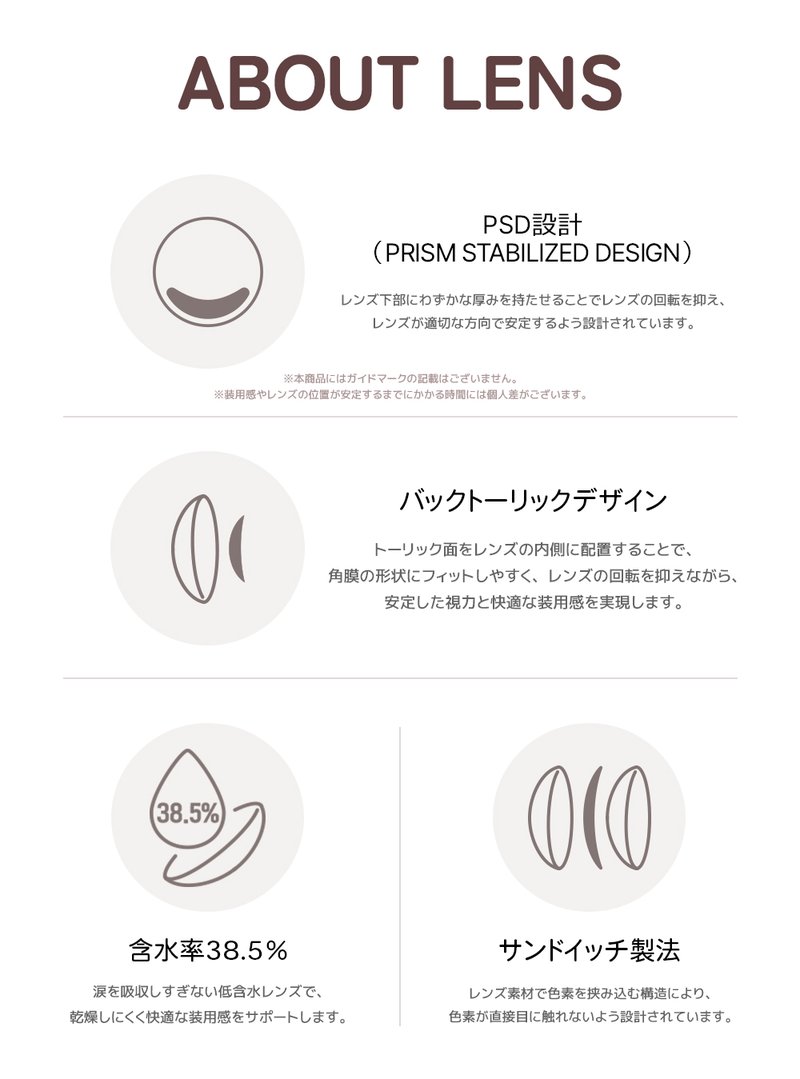 ABOUT LENS
PSD設計
（PRISM STABILIZED DESIGN）
レンズ下部にわずかな厚みを持たせることでレンズの回転を抑え、
レンズが適切な方向で安定するよう設計されています。
※本商品にはガイドマークの記載はございません。
※装用感やレンズの位置が安定するまでにかかる時間には個人差がございます。
バックトーリックデザイン
トーリック面をレンズの内側に配置することで、
角膜の形状にフィットしやすく、レンズの回転を抑えながら、
安定した視力と快適な装用感を実現します。
38.5%
含水率38.5%
涙を吸収しすぎない低含水レンズで、
乾燥しにくく快適な装用感をサポートします。
サンドイッチ製法
レンズ素材で色素を挟み込む構造により、
色素が直接目に触れないよう設計されています。